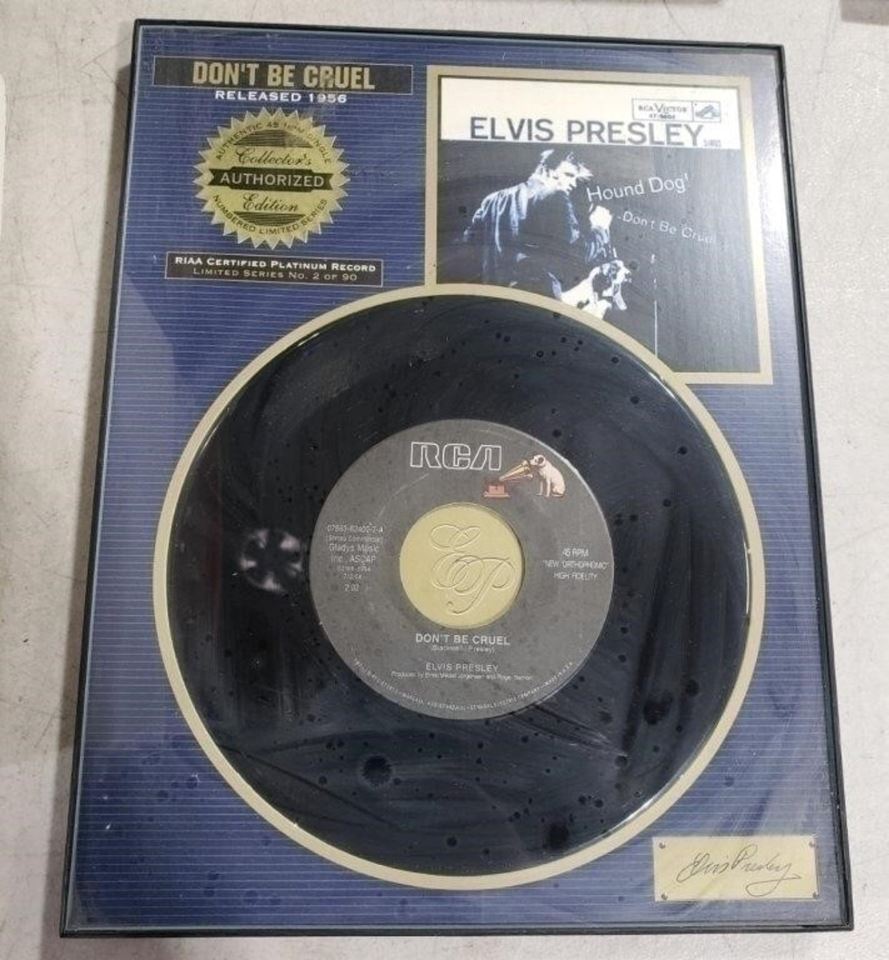 DON'T BE CRUEL
RELEASED 1956
AUTHENTIC 45 RPM SINGLE
Collector's
AUTHORIZED
Edition
NUMBERED LIMITED SERIES
RIAA CERTIFIED PLATINUM RECORD
LIMITED SERIES NO. 2 OF 90
RCA VICTOR
ELVIS PRESLEY
Hound Dog
Don't Be Cruel
RCA
Gladys Music
Inc., ASCAP
2:02
45 RPM
"NEW ORTHOPHONIC"
HIGH FIDELITY
EP
DON'T BE CRUEL
ELVIS PRESLEY
Elvis Presley